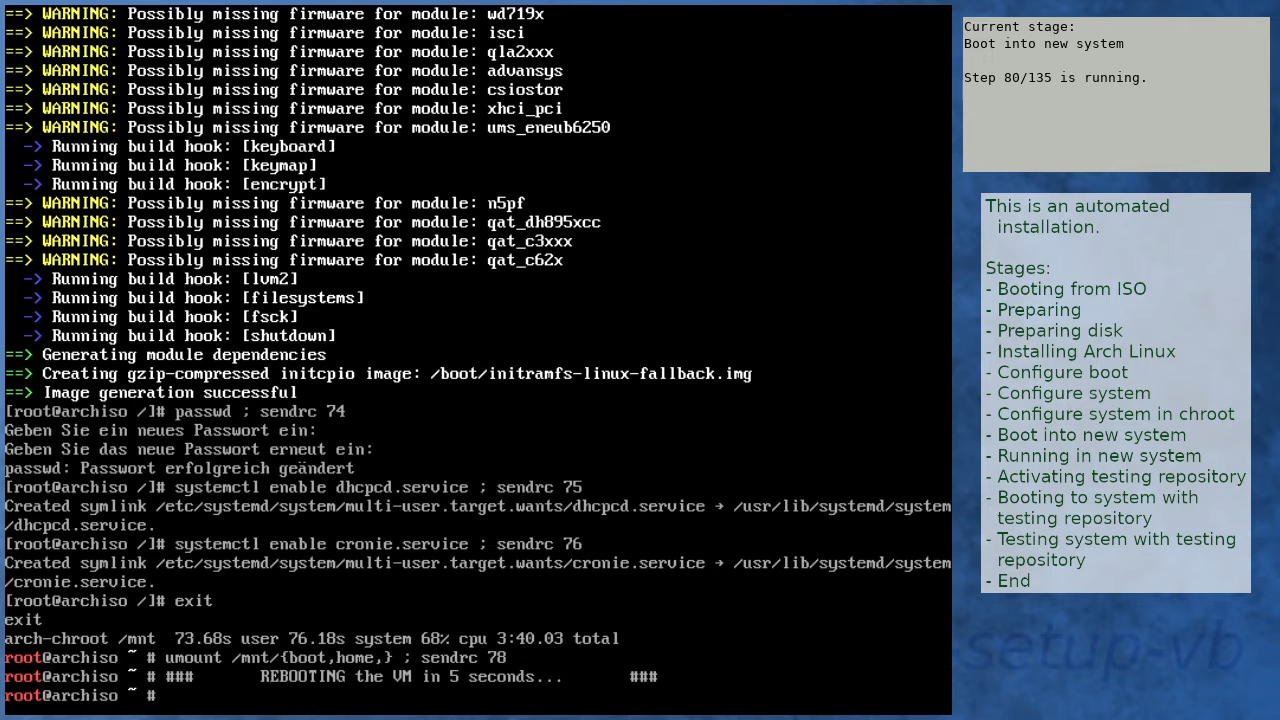 ==> WARNING: Possibly missing firmware for module: wd719x
==> WARNING: Possibly missing firmware for module: isci
==> WARNING: Possibly missing firmware for module: qla2xxx
==> WARNING: Possibly missing firmware for module: advansys
==> WARNING: Possibly missing firmware for module: csiostor
==> WARNING: Possibly missing firmware for module: xhci_pci
==> WARNING: Possibly missing firmware for module: ums_eneub6250
  -> Running build hook: [keyboard]
  -> Running build hook: [keymap]
  -> Running build hook: [encrypt]
==> WARNING: Possibly missing firmware for module: n5pf
==> WARNING: Possibly missing firmware for module: qat_dh895xcc
==> WARNING: Possibly missing firmware for module: qat_c3xxx
==> WARNING: Possibly missing firmware for module: qat_c62x
  -> Running build hook: [lvm2]
  -> Running build hook: [filesystems]
  -> Running build hook: [fsck]
  -> Running build hook: [shutdown]
==> Generating module dependencies
==> Creating gzip-compressed initcpio image: /boot/initramfs-linux-fallback.img
==> Image generation successful
[root@archiso /]# passwd ; sendrc 74
Geben Sie ein neues Passwort ein:
Geben Sie das neue Passwort erneut ein:
passwd: Passwort erfolgreich geändert
[root@archiso /]# systemctl enable dhcpcd.service ; sendrc 75
Created symlink /etc/systemd/system/multi-user.target.wants/dhcpcd.service → /usr/lib/systemd/system
/dhcpcd.service.
[root@archiso /]# systemctl enable cronie.service ; sendrc 76
Created symlink /etc/systemd/system/multi-user.target.wants/cronie.service → /usr/lib/systemd/system
/cronie.service.
[root@archiso /]# exit
exit
arch-chroot /mnt  73.68s user 76.18s system 68% cpu 3:40.03 total
root@archiso ~ # umount /mnt/{boot,home,} ; sendrc 78
root@archiso ~ # ###       REBOOTING the VM in 5 seconds...       ###
root@archiso ~ #
Current stage:
Boot into new system
Step 80/135 is running.
This is an automated
installation.
Stages:
- Booting from ISO
- Preparing
- Preparing disk
- Installing Arch Linux
- Configure boot
- Configure system
- Configure system in chroot
- Boot into new system
- Running in new system
- Activating testing repository
- Booting to system with
testing repository
- Testing system with testing
repository
- End
setup-vb